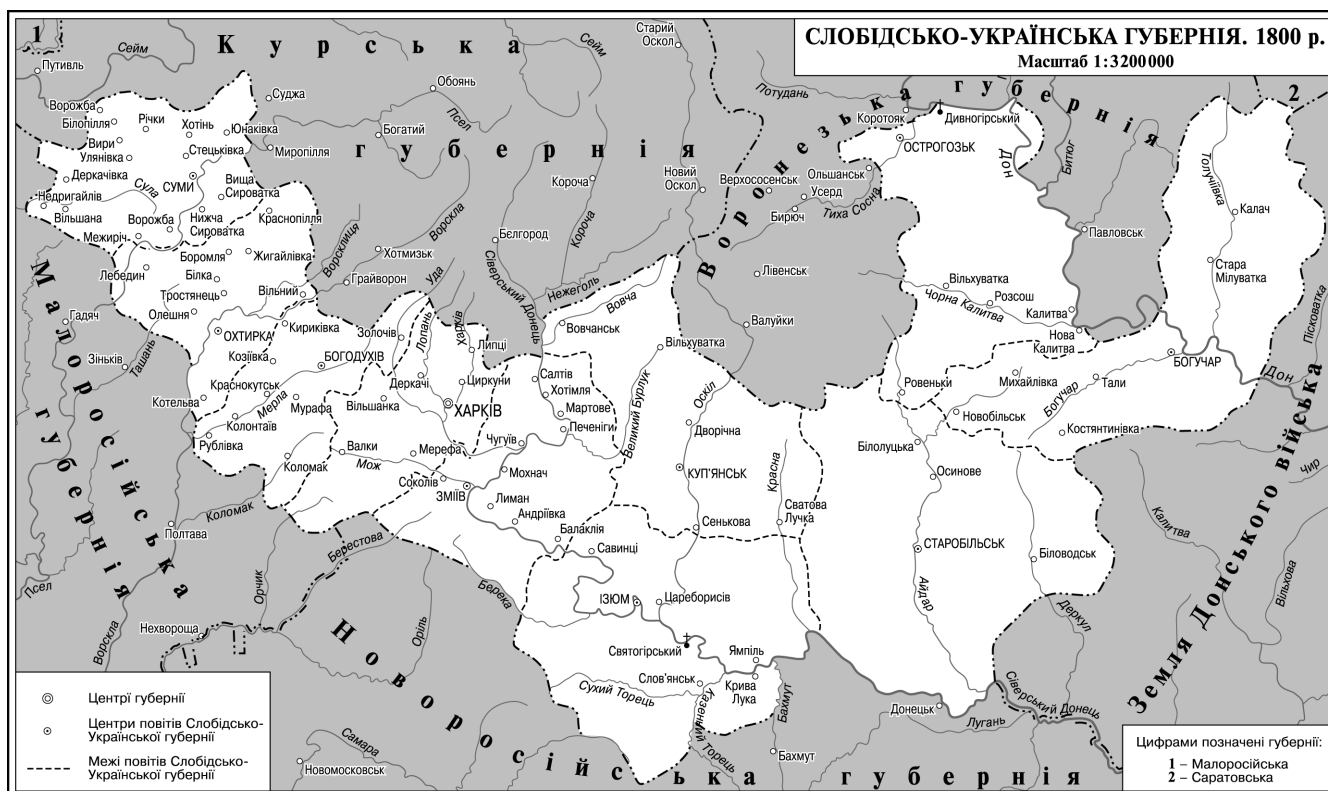 СЛОБІДСЬКО-УКРАЇНСЬКА ГУБЕРНІЯ. 1800 р.
Масштаб 1:3200000
1
2
Курська
губернія
Воронезька губернія
Малоросійська
губернія
Новоросійська губернія
Земля Донського війська
Сейм
Путивль
Старий
Оскол
Сейм
Обоянь
Суджа
Псел
Богатий
Миропілля
Потудань
Коротояк
Дивногірський
ОСТРОГОЗЬК
Дон
Битюг
Ворожба
Білопілля
Річки
Хотінь
Юнаківка
Вири
Улянівка
Стецьківка
Деркачівка
СУМИ
Вища
Сироватка
Недригайлів
Сула
Вільшана
Ворожба
Нижча
Сироватка
Краснопілля
Межиріч
Боромля
Жигайлівка
Лебедин
Білка
Тростянець
Вільний
Олешня
Ворсклиця
Ворскла
Хотмизьк
Грайворон
Короча
Короча
Бєлгород
Сіверський Донець
Нежеголь
Новий
Оскол
Верхососенськ
Ольшанськ
Усерд
Бирюч
Тиха Сосна
Лівенськ
Валуйки
Павловськ
Толучіївка
Калач
Стара
Мілуватка
Вільхуватка
Розсош
Чорна Калитва
Калитва
Нова
Калитва
БОГУЧАР
Дон
Пісковатка
Гадяч
Зіньків
Ташань
ОХТИРКА
Кириківка
Золочів
Уда
Лопань
Харків
Липці
Козіївка
БОГОДУХІВ
Деркачі
Циркуни
Краснокутськ
Котельва
Мерла
Мурафа
Вільшанка
ХАРКІВ
Колонтаїв
Рублівка
Валки
Мерефа
Чугуїв
Коломак
Мож
Соколів
ЗМІЇВ
Мохнач
Лиман
Андріївка
Вовча
Вовчанськ
Вільхуватка
Салтів
Хотімля
Мартове
Печеніги
Великий Бурлук
Оскіл
Дворічна
КУП'ЯНСЬК
Красна
Сватова
Лучка
Сенькова
Балаклія
Савинці
Ровеньки
Михайлівка
Тали
Новобільськ
Богучар
Костянтинівка
Білолуцька
Осинове
СТАРОБІЛЬСЬК
Біловодськ
Айдар
Деркул
Калитва
Чир
Вільхова
Полтава
Коломак
Псел
Ворскла
Орчик
Берестова
Нехвороща
Оріль
Берека
ІЗЮМ
Цареборисів
Святогірський
Ямпіль
Слов'янськ
Крива
Лука
Сухий Торець
Казенний Торець
Бахмут
Бахмут
Самара
Новомосковськ
Донецьк
Лугань
Сіверський Донець
Центрї губернії
Центри повітів Слобідсько-
Української губернії
Межі повітів Слобідсько-
Української губернії
Цифрами позначені губернії:
1 – Малоросійська
2 – Саратовська